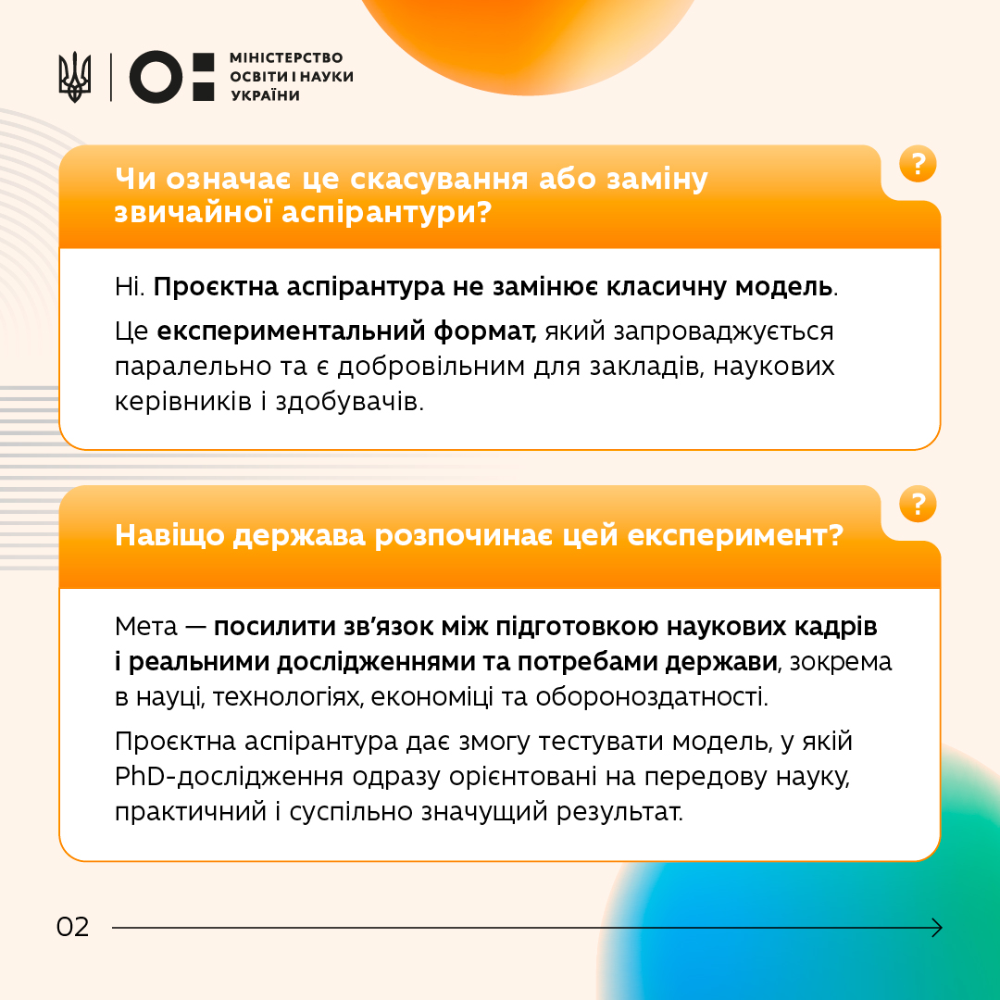 МІНІСТЕРСТВО
ОСВІТИ І НАУКИ
УКРАЇНИ
Чи означає це скасування або заміну
звичайної аспірантури?
?
Ні. Проєктна аспірантура не замінює класичну модель.
Це експериментальний формат, який запроваджується
паралельно та є добровільним для закладів, наукових
керівників і здобувачів.
Навіщо держава розпочинає цей експеримент?
?
Мета — посилити зв’язок між підготовкою наукових кадрів
і реальними дослідженнями та потребами держави, зокрема
в науці, технологіях, економіці та обороноздатності.
Проєктна аспірантура дає змогу тестувати модель, у якій
PhD-дослідження одразу орієнтовані на передову науку,
практичний і суспільно значущий результат.
02